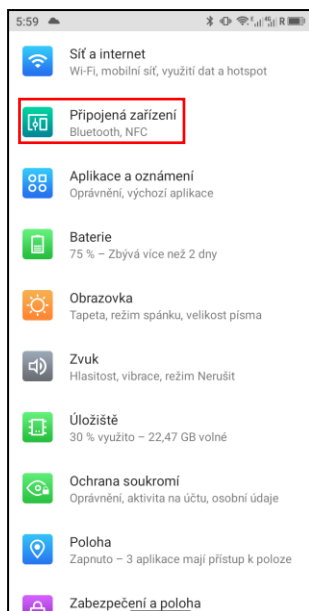 5:59
4G R
Síť a internet
Wi-Fi, mobilní síť, využití dat a hotspot
Připojená zařízení
Bluetooth, NFC
Aplikace a oznámení
Oprávnění, výchozí aplikace
Baterie
75 % – Zbývá více než 2 dny
Obrazovka
Tapeta, režim spánku, velikost písma
Zvuk
Hlasitost, vibrace, režim Nerušit
Úložiště
30 % využito – 22,47 GB volné
Ochrana soukromí
Oprávnění, aktivita na účtu, osobní údaje
Poloha
Zapnuto – 3 aplikace mají přístup k poloze
Zabezpečení a poloha